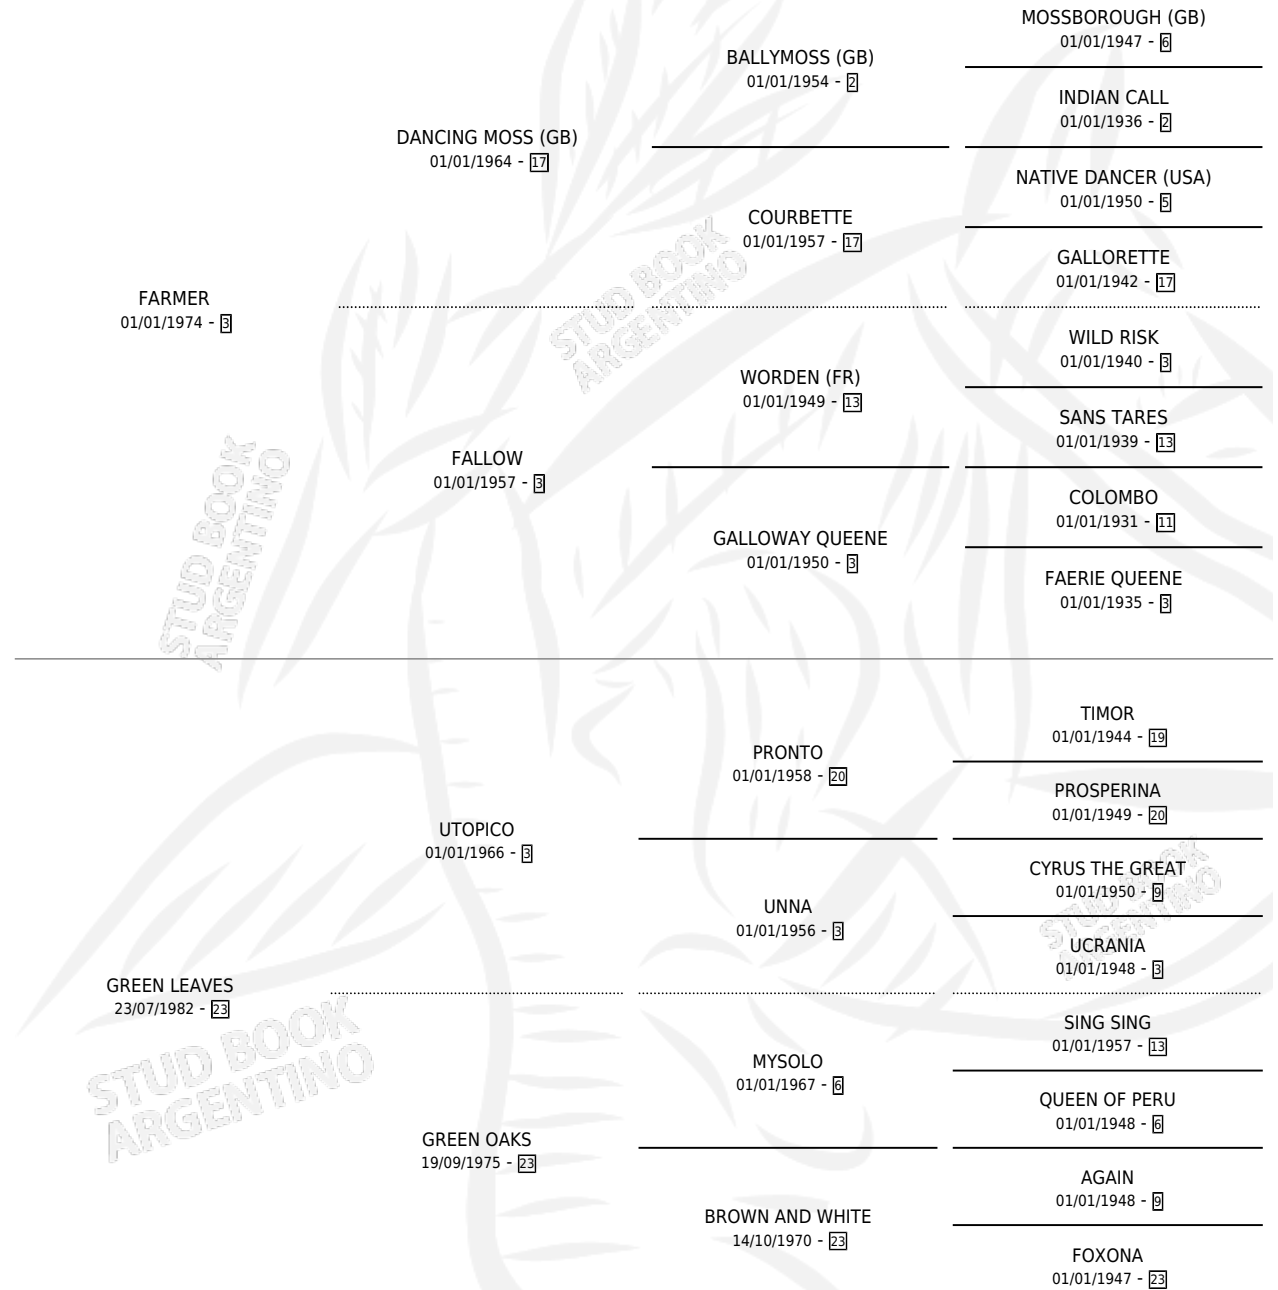 MOSSBOROUGH (GB)
01/01/1947 - 6
BALLYMOSS (GB)
01/01/1954 - 2
INDIAN CALL
01/01/1936 - 2
DANCING MOSS (GB)
01/01/1964 - 17
NATIVE DANCER (USA)
01/01/1950 - 5
COURBETTE
01/01/1957 - 17
GALLORETTE
01/01/1942 - 17
FARMER
01/01/1974 - 3
WILD RISK
01/01/1940 - 3
WORDEN (FR)
01/01/1949 - 13
SANS TARES
01/01/1939 - 13
FALLOW
01/01/1957 - 3
COLOMBO
01/01/1931 - 11
GALLOWAY QUEENE
01/01/1950 - 3
FAERIE QUEENE
01/01/1935 - 3
STUD BOOK
ARGENTINO
STUD BOOK
ARGENTINO
TIMOR
01/01/1944 - 19
PRONTO
01/01/1958 - 20
PROSPERINA
01/01/1949 - 20
UTOPICO
01/01/1966 - 3
CYRUS THE GREAT
01/01/1950 - 9
UNNA
01/01/1956 - 3
UCRANIA
01/01/1948 - 3
STUD BOOK
ARGENTINO
GREEN LEAVES
23/07/1982 - 23
SING SING
01/01/1957 - 13
MYSOLO
01/01/1967 - 6
QUEEN OF PERU
01/01/1948 - 6
GREEN OAKS
19/09/1975 - 23
AGAIN
01/01/1948 - 9
BROWN AND WHITE
14/10/1970 - 23
FOXONA
01/01/1947 - 23
STUD BOOK
ARGENTINO